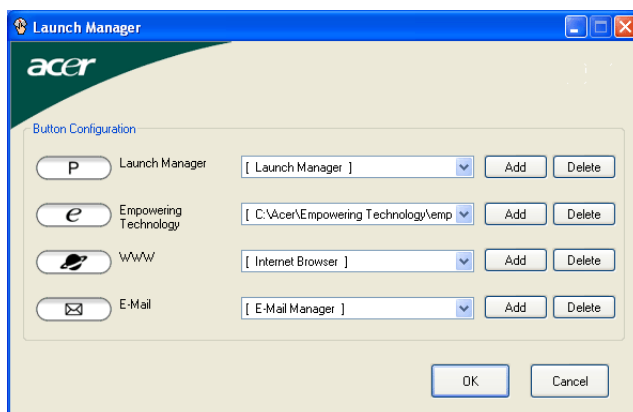 Launch Manager
acer
Button Configuration
P Launch Manager [ Launch Manager ] Add Delete
e Empowering Technology [ C:\Acer\Empowering Technology\emp Add Delete
WWW [ Internet Browser ] Add Delete
E-Mail [ E-Mail Manager ] Add Delete
OK Cancel